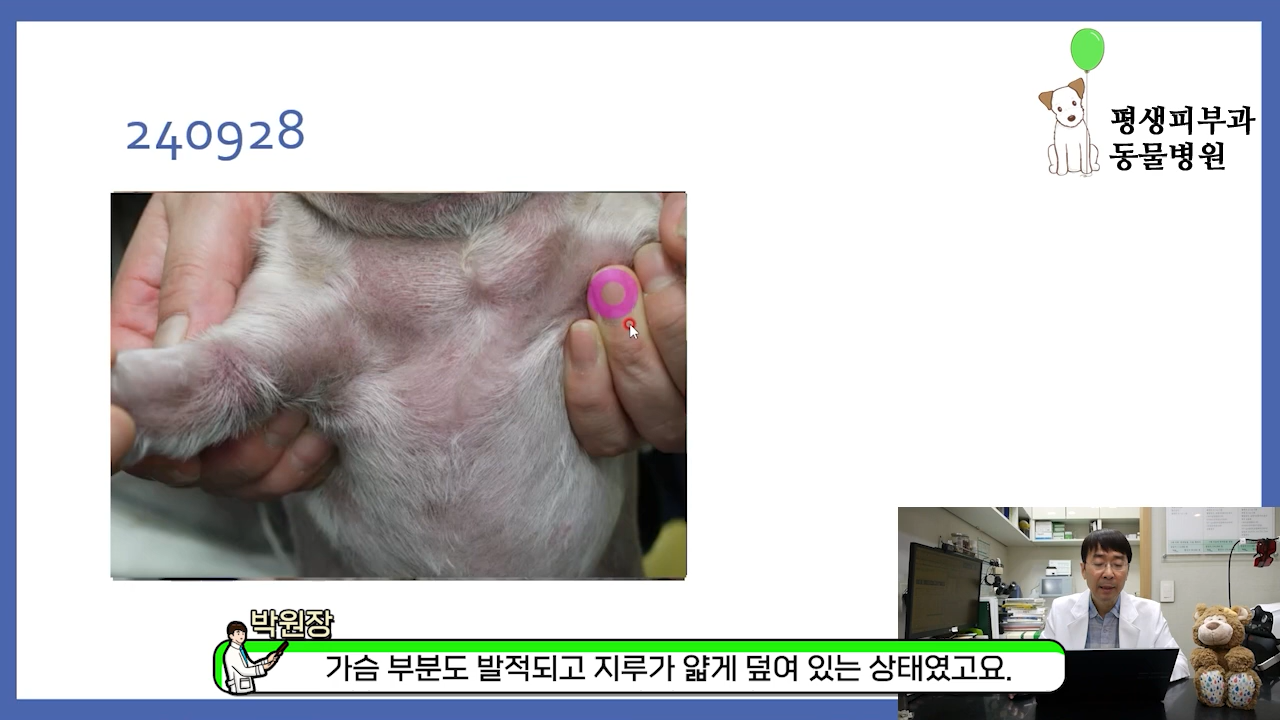 240928
평생피부과
동물병원
박원장
가슴 부분도 발적되고 지루가 얇게 덮여 있는 상태였고요.